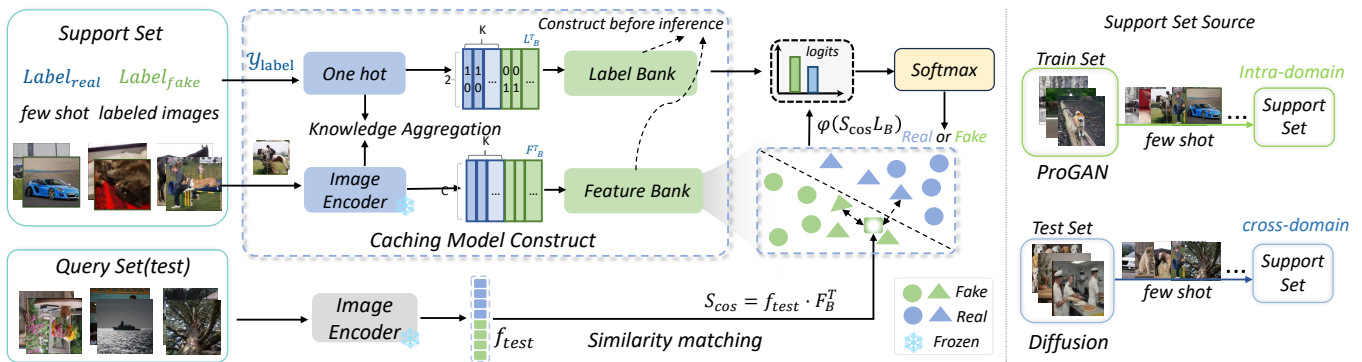 Support Set
Label_real Label_fake
few shot labeled images
Query Set(test)
𝒴_label
One hot
Knowledge Aggregation
Image
Encoder
Caching Model Construct
K
L^T_B
2
1 1 0 0
0 0 1 1
... ...
K
F^T_B
C
... ...
Construct before inference
Label Bank
Feature Bank
logits
Softmax
φ(S_cos L_B)
Real or Fake
Image
Encoder
f_test
S_cos = f_test · F_B^T
Similarity matching
Fake
Real
Frozen
Support Set Source
Train Set
ProGAN
...
few shot
Intra-domain
Support
Set
Test Set
Diffusion
...
few shot
cross-domain
Support
Set